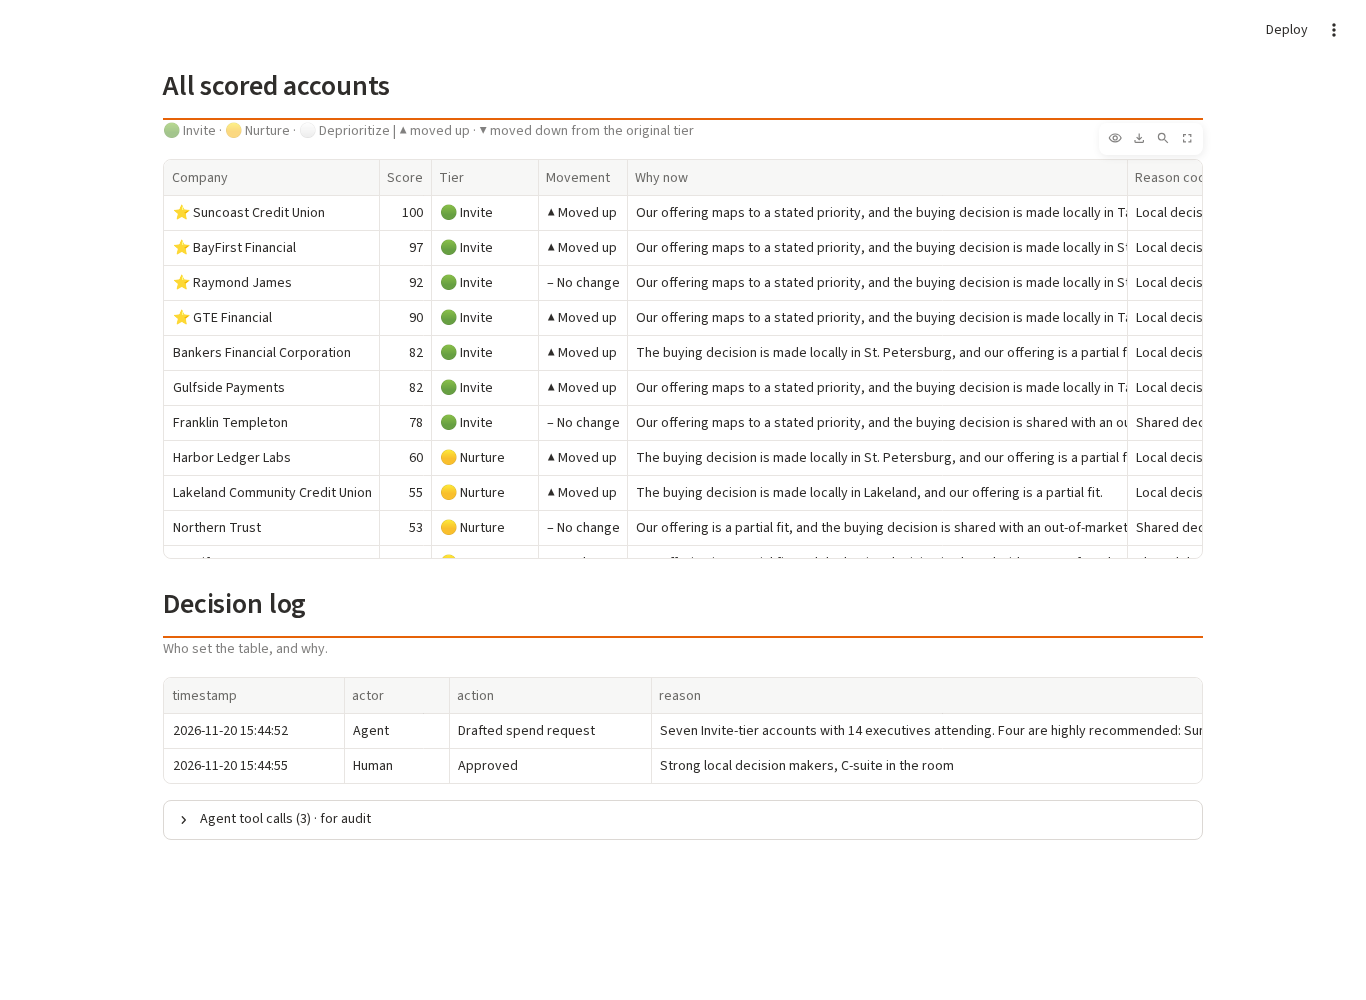 Deploy
All scored accounts
Invite · Nurture · Deprioritize | ▲ moved up · ▼ moved down from the original tier
Company Score Tier Movement Why now Reason coc
⭐ Suncoast Credit Union 100 🟢 Invite ▲ Moved up Our offering maps to a stated priority, and the buying decision is made locally in Ta Local decis
⭐ BayFirst Financial 97 🟢 Invite ▲ Moved up Our offering maps to a stated priority, and the buying decision is made locally in St Local decis
⭐ Raymond James 92 🟢 Invite – No change Our offering maps to a stated priority, and the buying decision is made locally in St Local decis
⭐ GTE Financial 90 🟢 Invite ▲ Moved up Our offering maps to a stated priority, and the buying decision is made locally in Ta Local decis
Bankers Financial Corporation 82 🟢 Invite ▲ Moved up The buying decision is made locally in St. Petersburg, and our offering is a partial f Local decis
Gulfside Payments 82 🟢 Invite ▲ Moved up Our offering maps to a stated priority, and the buying decision is made locally in Ta Local decis
Franklin Templeton 78 🟢 Invite – No change Our offering maps to a stated priority, and the buying decision is shared with an ou Shared dec
Harbor Ledger Labs 60 🟡 Nurture ▲ Moved up The buying decision is made locally in St. Petersburg, and our offering is a partial f Local decis
Lakeland Community Credit Union 55 🟡 Nurture ▲ Moved up The buying decision is made locally in Lakeland, and our offering is a partial fit. Local decis
Northern Trust 53 🟡 Nurture – No change Our offering is a partial fit, and the buying decision is shared with an out-of-market Shared dec
Decision log
Who set the table, and why.
timestamp actor action reason
2026-11-20 15:44:52 Agent Drafted spend request Seven Invite-tier accounts with 14 executives attending. Four are highly recommended: Sun
2026-11-20 15:44:55 Human Approved Strong local decision makers, C-suite in the room
Agent tool calls (3) · for audit